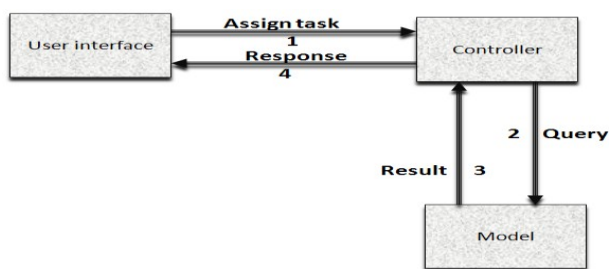 Assign task
User interface
1
Controller
Response
4
2 Query
Result 3
Model